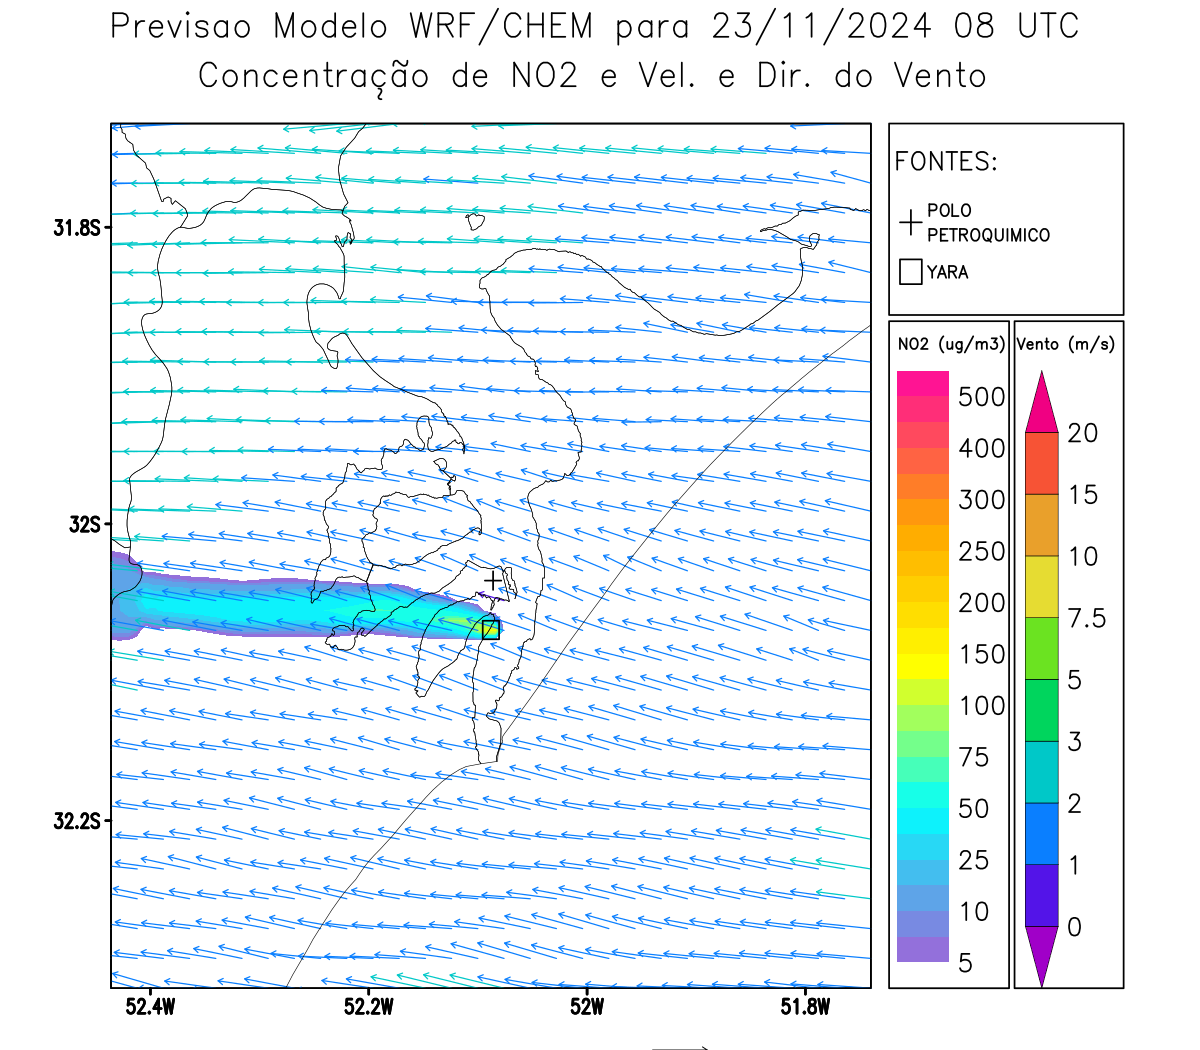 Previsao Modelo WRF/CHEM para 23/11/2024 08 UTC
Concentração de NO2 e Vel. e Dir. do Vento
FONTES:
POLO
PETROQUIMICO
YARA
NO2 (ug/m3)
500
400
300
250
200
150
100
75
50
25
10
5
Vento (m/s)
20
15
10
7.5
5
3
2
1
0
31.8S
32S
32.2S
52.4W
52.2W
52W
51.8W